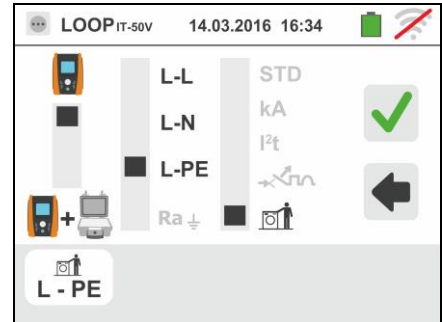 LOOP IT-50V 14.03.2016 16:34
L-L
L-N
L-PE
Ra
STD
kA
I²t
+
L - PE